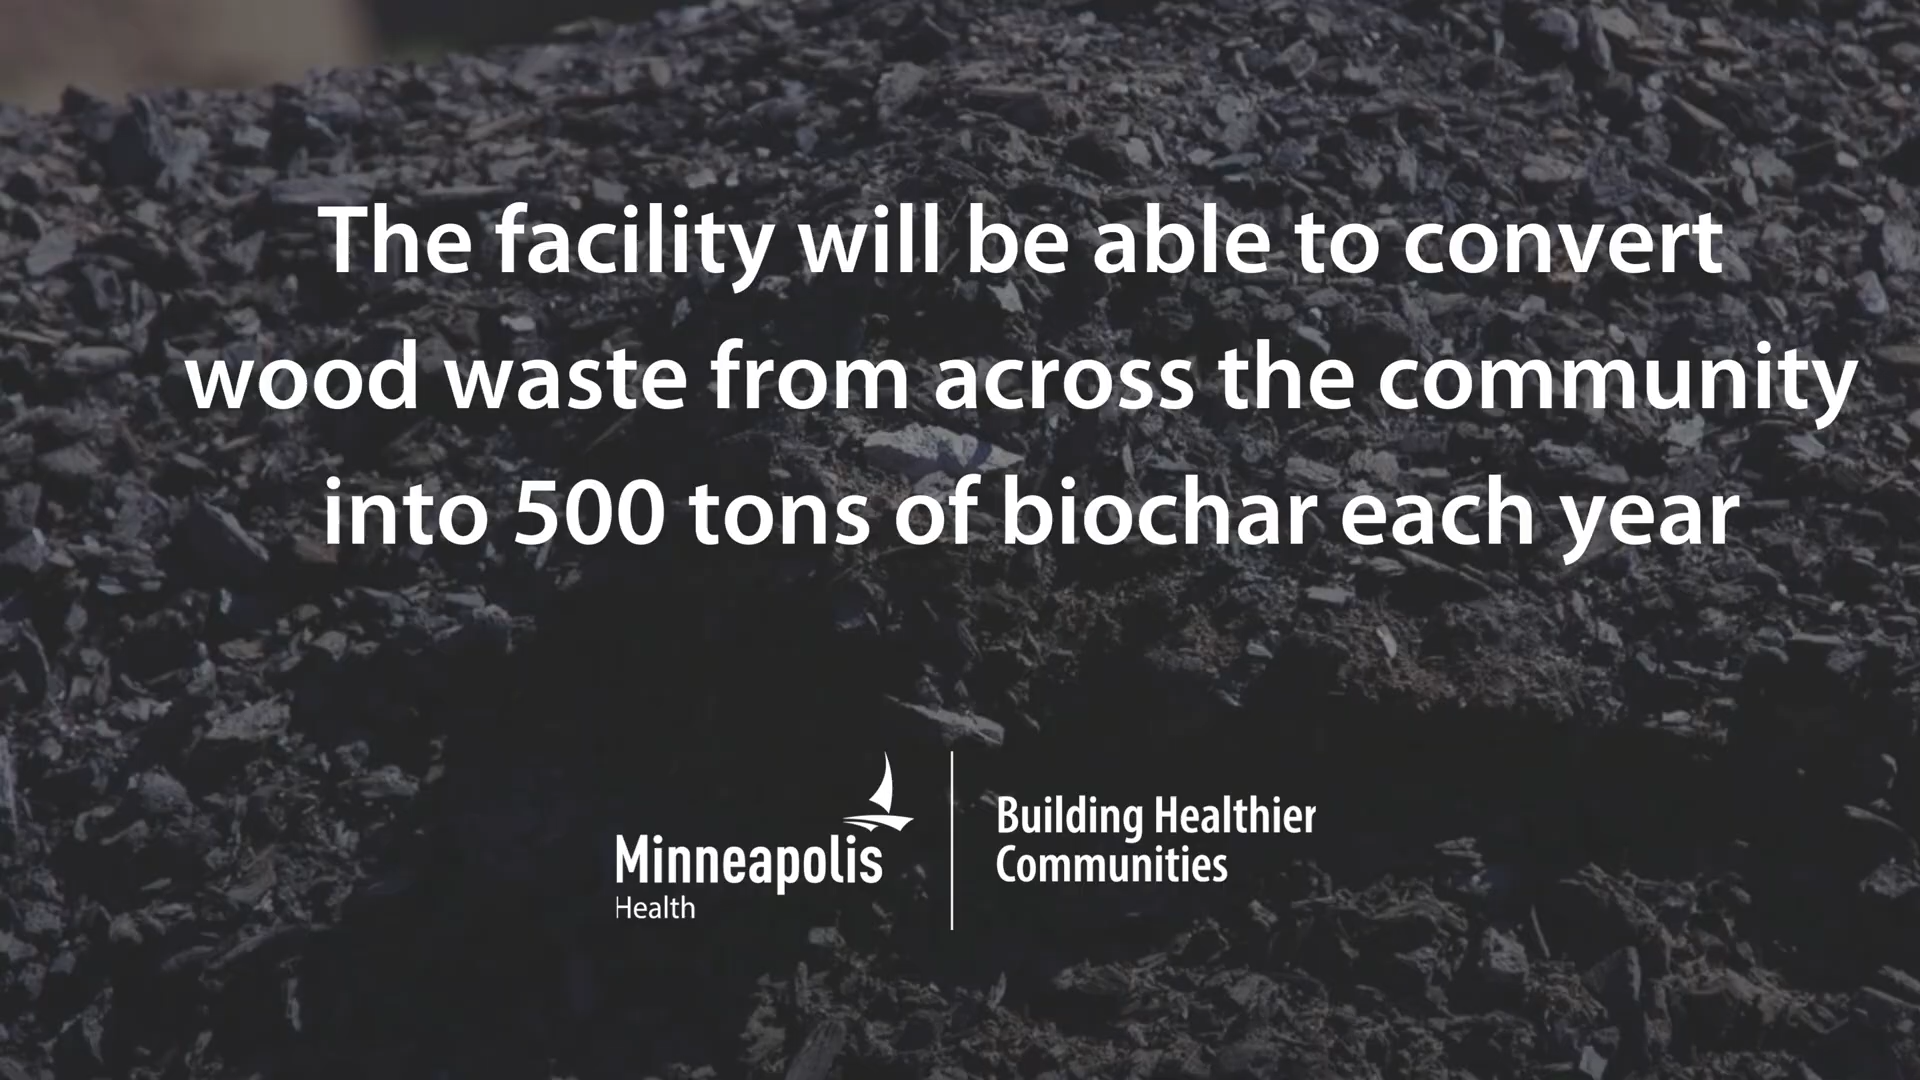 The facility will be able to convert
wood waste from across the community
into 500 tons of biochar each year
Minneapolis
Health
Building Healthier
Communities